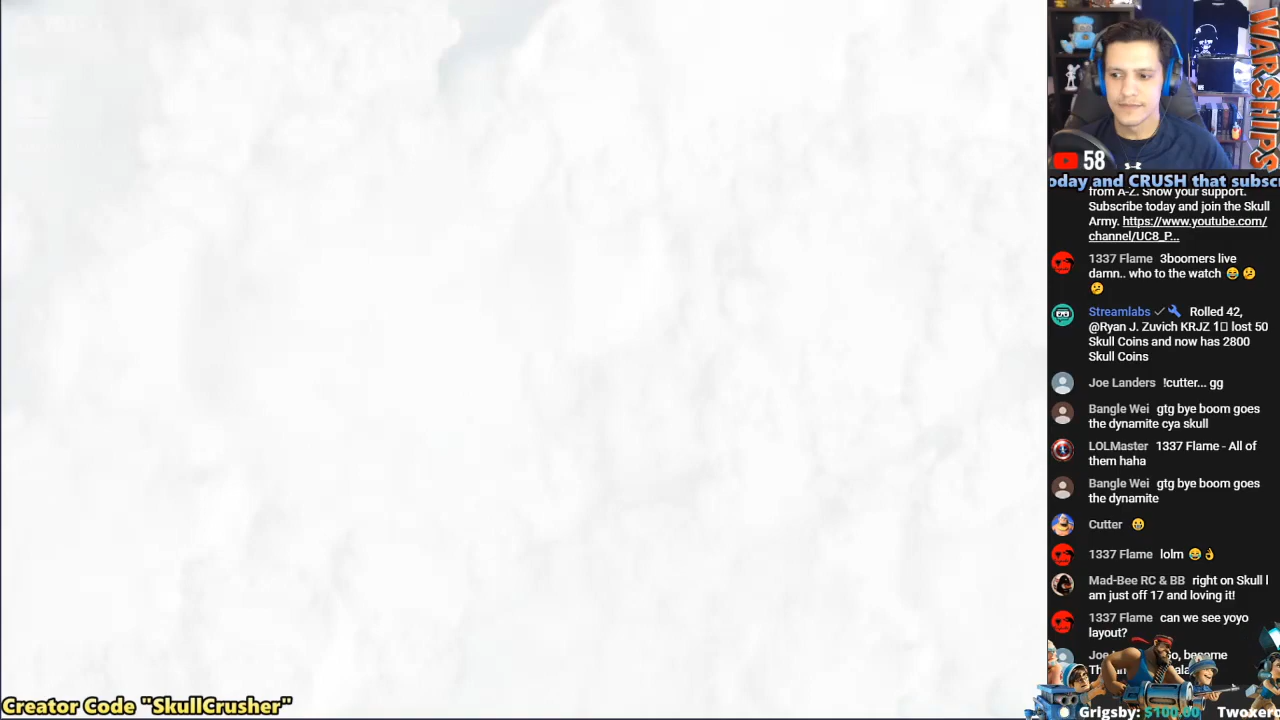 WARSHIPS
58
oday and CRUSH that subsc
from A-Z. Show your support.
Subscribe today and join the Skull
Army. https://www.youtube.com/
channel/UC8_P...
1337 Flame 3boomers live
damn.. who to the watch 😂 😕
😕
Streamlabs Rolled 42,
@Ryan J. Zuvich KRJZ 1 lost 50
Skull Coins and now has 2800
Skull Coins
Joe Landers !cutter... gg
Bangle Wei gtg bye boom goes
the dynamite cya skull
LOLMaster 1337 Flame - All of
them haha
Bangle Wei gtg bye boom goes
the dynamite
Cutter 😀
1337 Flame lolm 😂👌
Mad-Bee RC & BB right on Skull I
am just off 17 and loving it!
1337 Flame can we see yoyo
layout?
Creator Code "SkullCrusher"
Grigsby: $100.60 Twoxerc